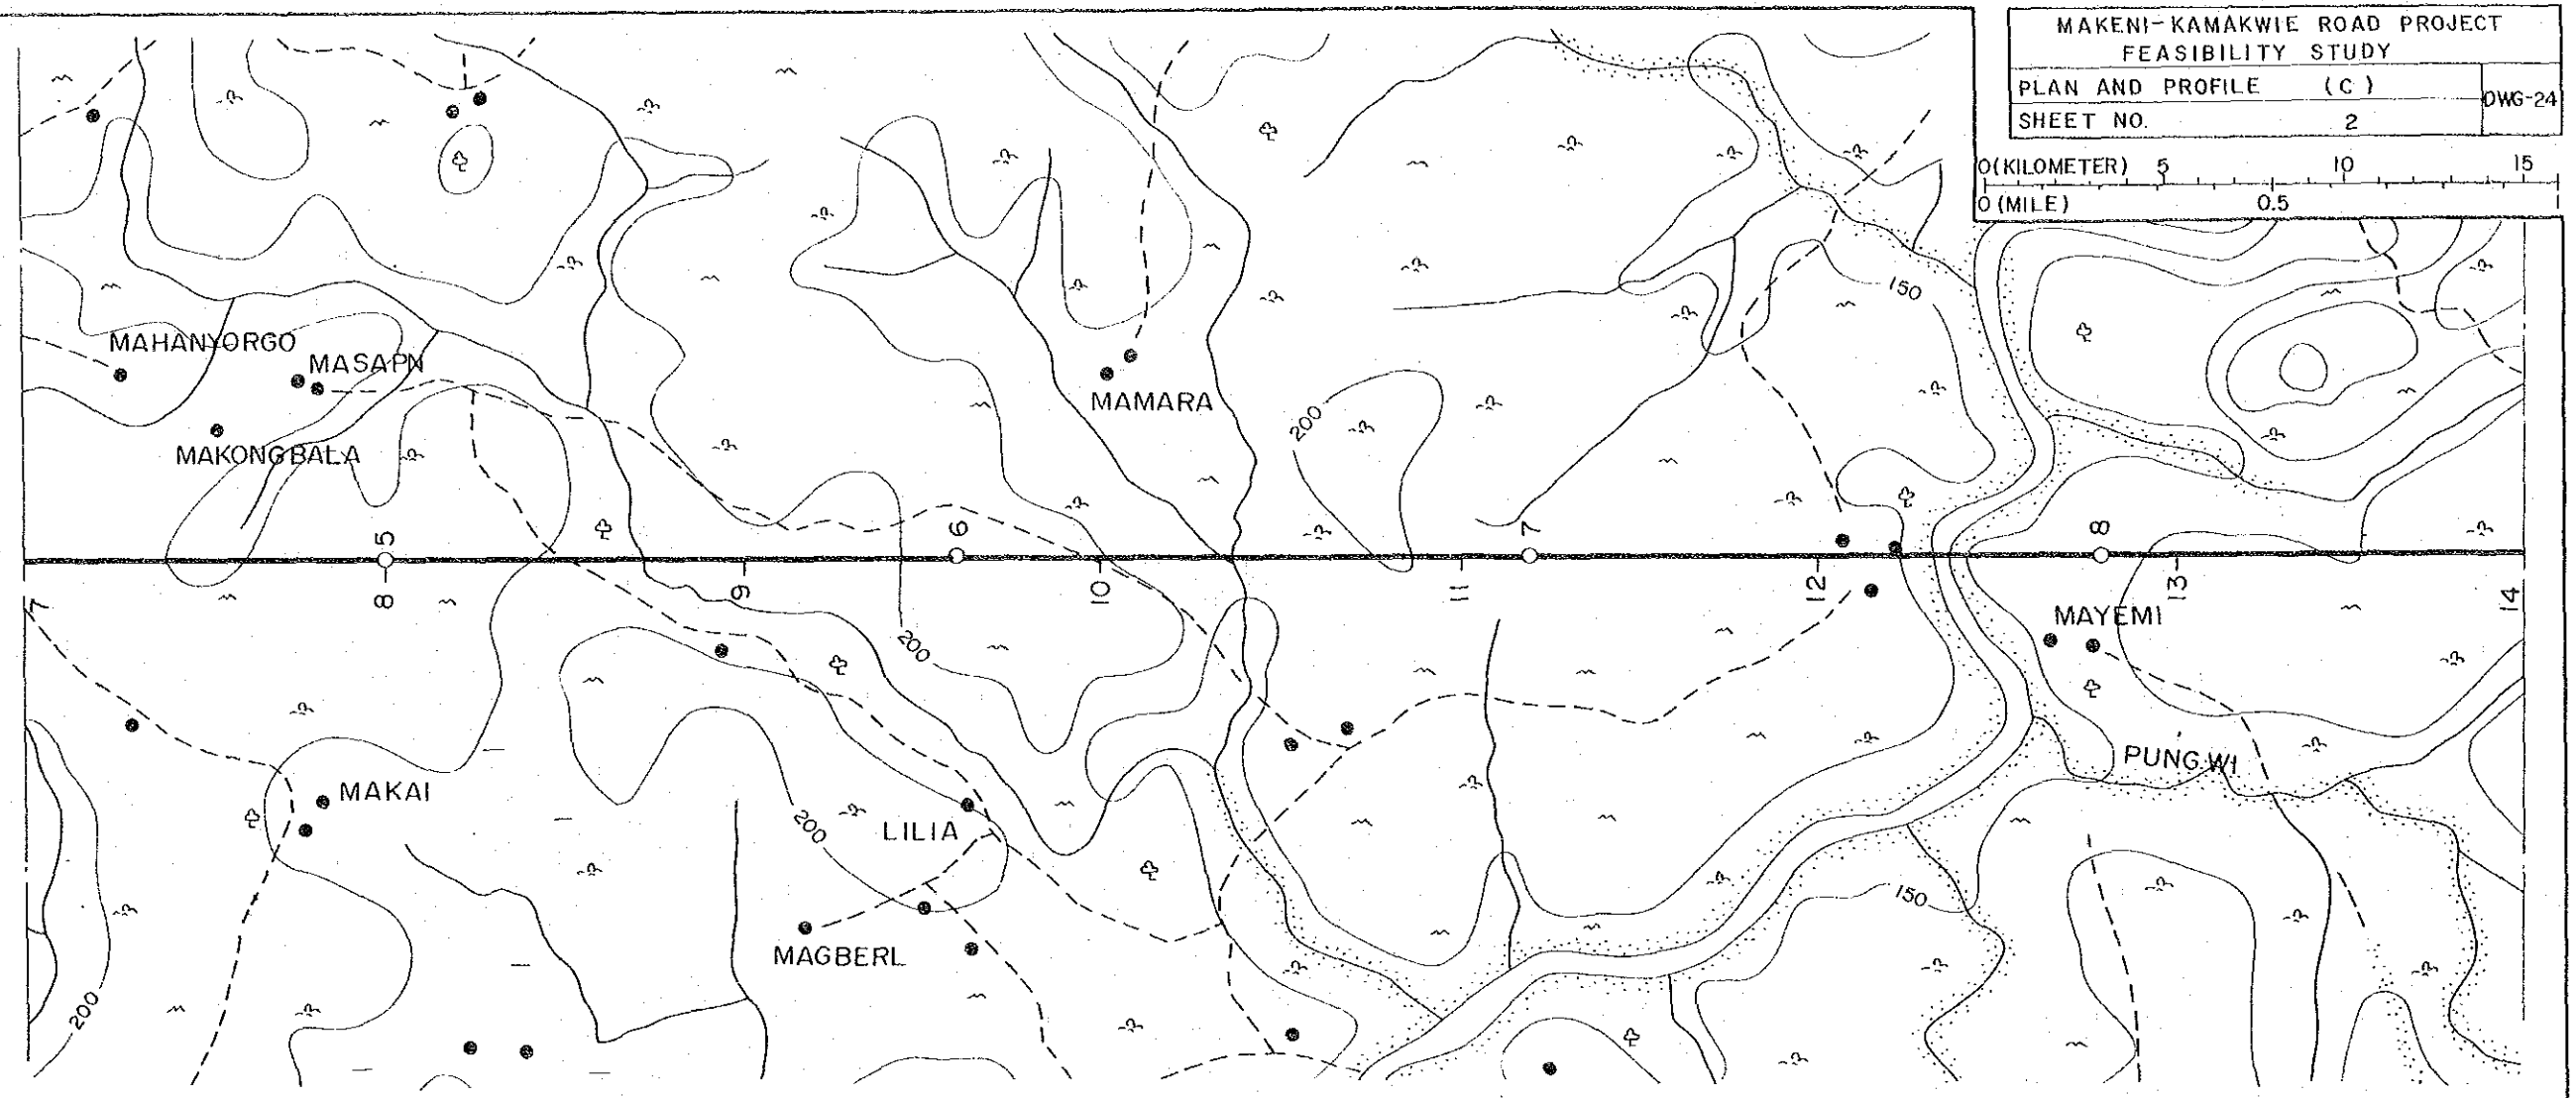 MAKENI-KAMAKWIE ROAD PROJECT
FEASIBILITY STUDY
PLAN AND PROFILE (C)
DWG-24
SHEET NO. 2
0 (KILOMETER) 5 10 15
0 (MILE) 0.5 1
150
MAHANYORGO
MASAPN
MAMARA
200
MAKONGBALA
5 6 7 8
7 8 9 10 11 12 13 14
MAYEMI
200
PUNGWI
MAKAI
200
LILIA
150
MAGBERL
200